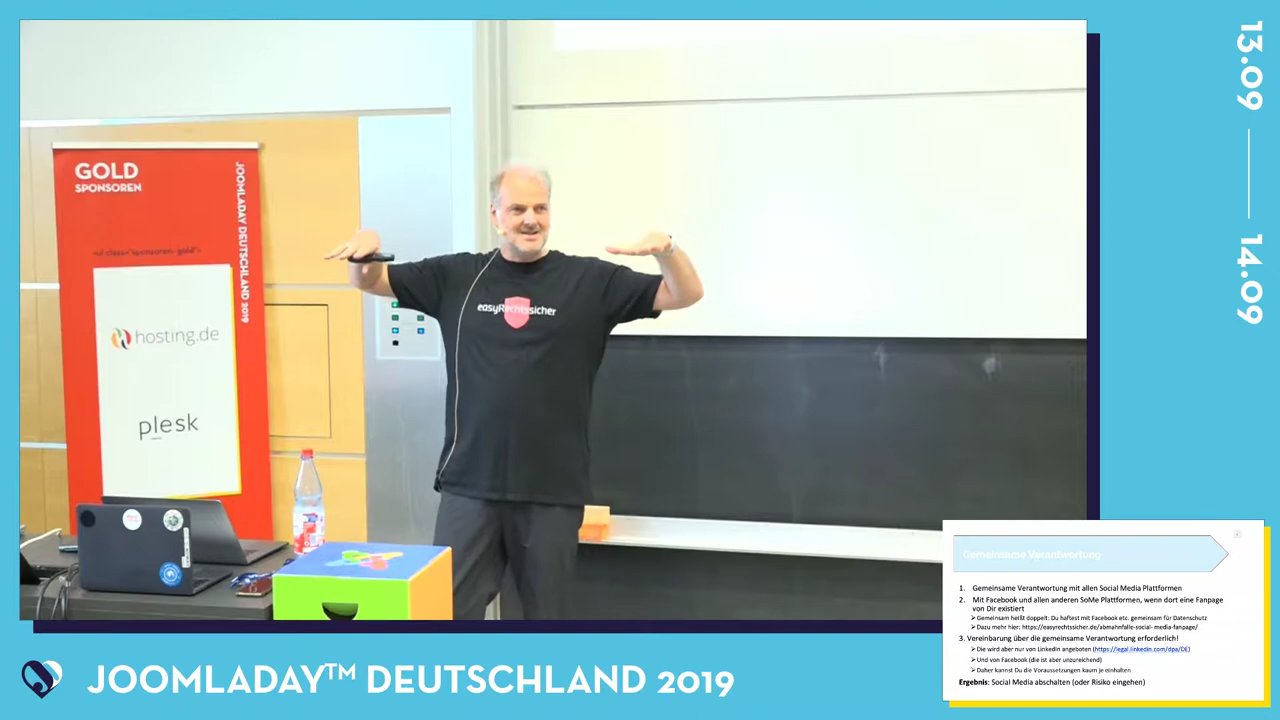 GOLD
SPONSOREN
JOOMLADAY DEUTSCHLAND 2019
<ul class="sponsoren-gold">
hosting.de
plesk
easyRechtssicher
13.09
14.09
Gemeinsame Verantwortung
1. Gemeinsame Verantwortung mit allen Social Media Plattformen
2. Mit Facebook und allen anderen SoMe Plattformen, wenn dort eine Fanpage
von Dir existiert
➢ Gemeinsam heißt doppelt: Du haftest mit Facebook etc. gemeinsam für Datenschutz
➢ Dazu mehr hier: https://easyrechtssicher.de/abmahnfalle-social- media-fanpage/
3. Vereinbarung über die gemeinsame Verantwortung erforderlich!
➢ Die wird aber nur von LinkedIn angeboten (https://legal.linkedin.com/dpa/DE)
➢ Und von Facebook (die ist aber unzureichend)
➢ Daher kannst Du die Voraussetzungen kaum je einhalten
Ergebnis: Social Media abschalten (oder Risiko eingehen)
JOOMLADAY™ DEUTSCHLAND 2019